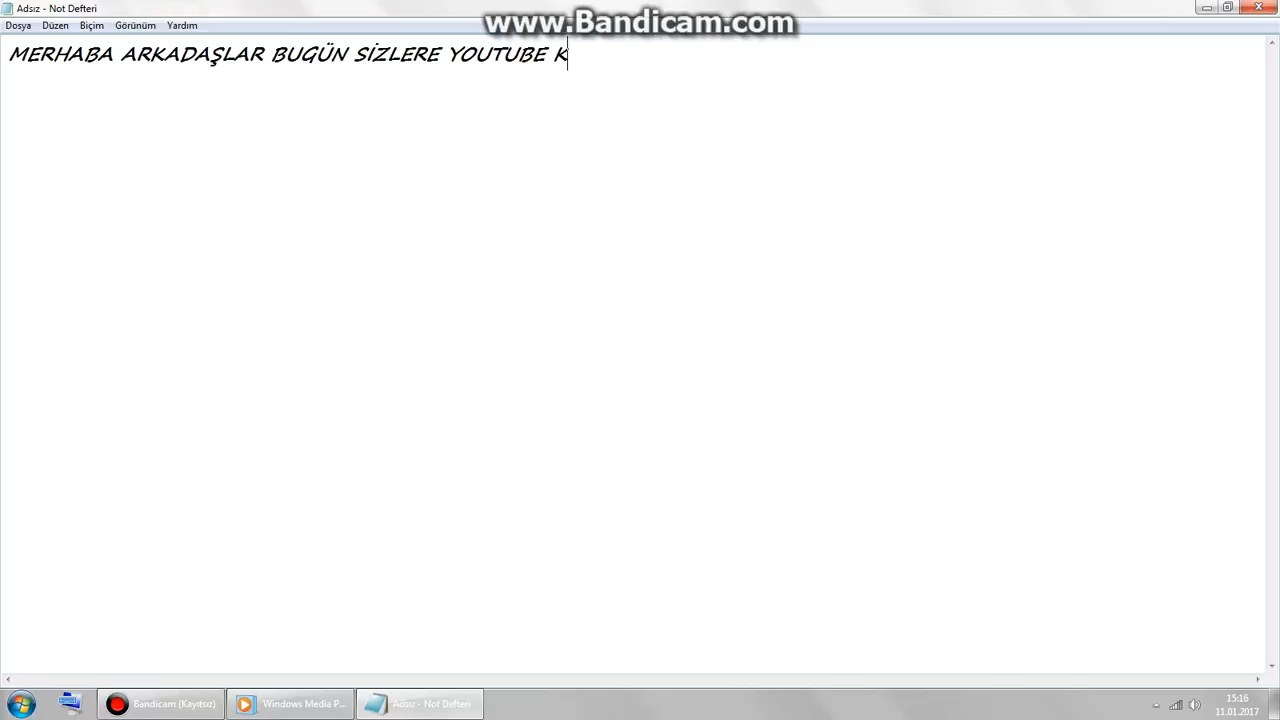 Adsız - Not Defteri
www.Bandicam.com
Dosya Düzen Biçim Görünüm Yardım
MERHABA ARKADAŞLAR BUGÜN SİZLERE YOUTUBE K
Bandicam (Kayıtsız) Windows Media P... Adsız - Not Defteri
15:16
11.01.2017